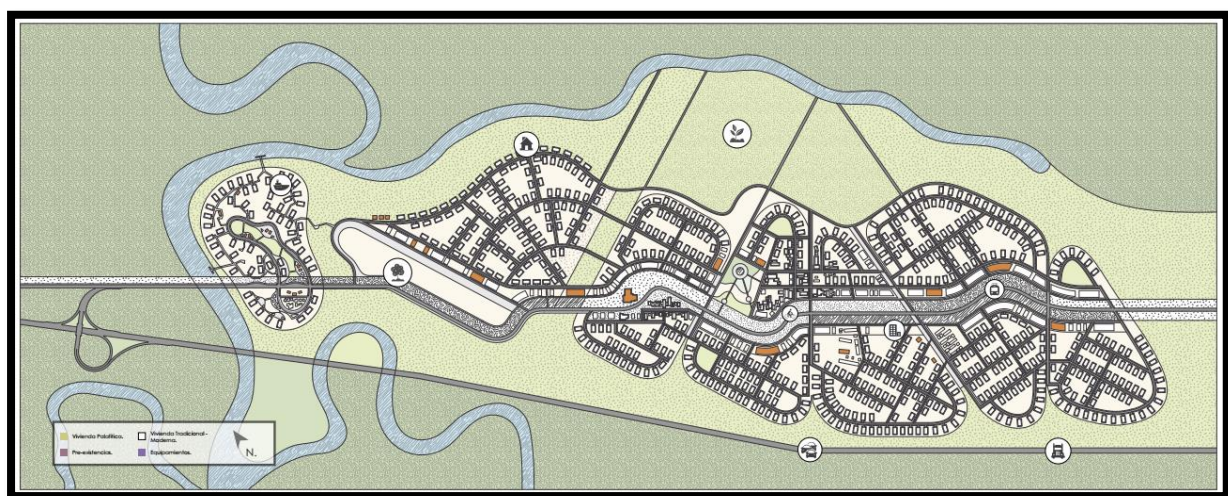 Vivienda Palafítica.
Vivienda Tradicional -
Moderna.
Pre-existencias.
Equipamientos.
N.